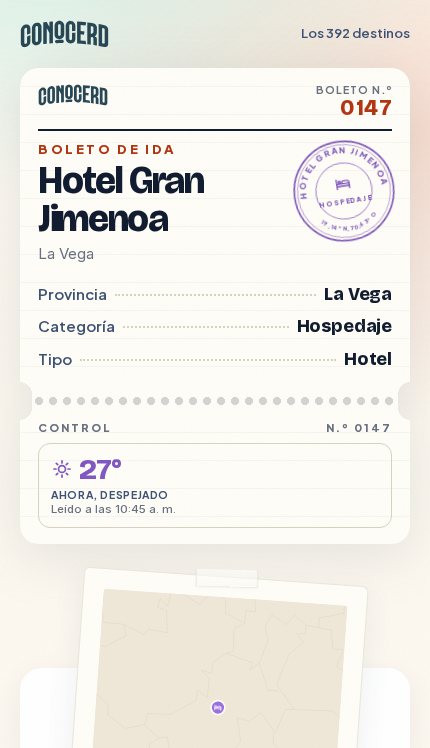 CONOCERD
Los 392 destinos
CONOCERD
BOLETO N.º
0147
BOLETO DE IDA
Hotel Gran
Jimenoa
La Vega
HOTEL GRAN JIMENOA
HOSPEDAJE
Provincia La Vega
Categoría Hospedaje
Tipo Hotel
CONTROL N.º 0147
27°
AHORA, DESPEJADO
Leído a las 10:45 a. m.